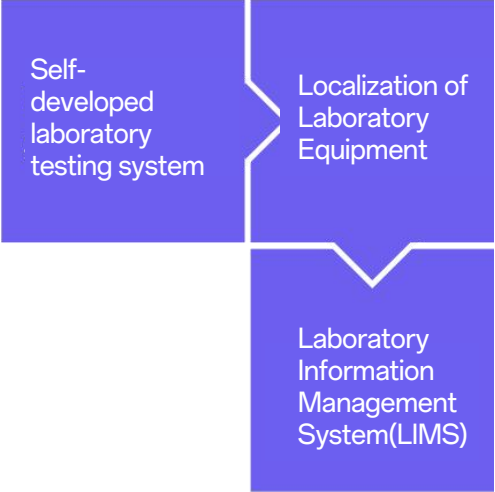 Self-
developed
laboratory
testing system
Localization of
Laboratory
Equipment
Laboratory
Information
Management
System(LIMS)